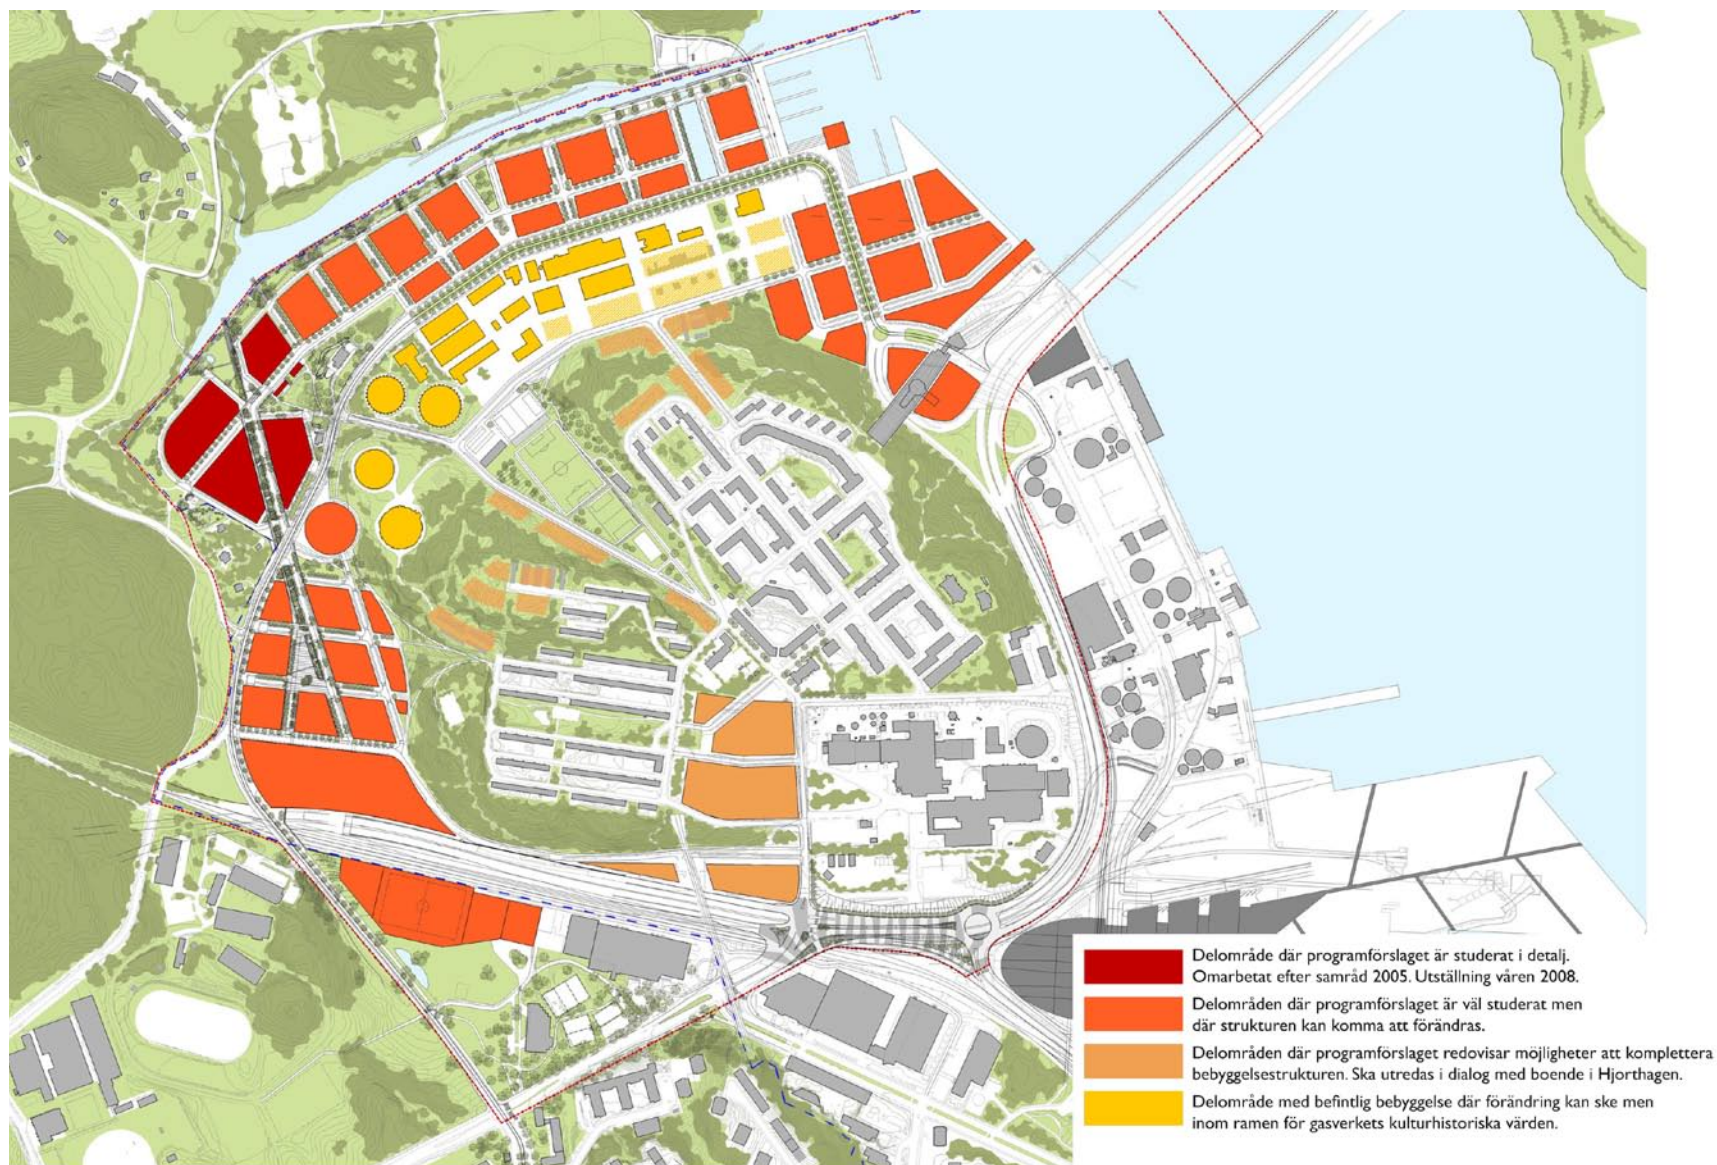 Delområde där programförslaget är studerat i detalj.
Omarbetat efter samråd 2005. Utställning våren 2008.
Delområden där programförslaget är väl studerat men
där strukturen kan komma att förändras.
Delområden där programförslaget redovisar möjligheter att komplettera
bebyggelsestrukturen. Ska utredas i dialog med boende i Hjorthagen.
Delområde med befintlig bebyggelse där förändring kan ske men
inom ramen för gasverkets kulturhistoriska värden.